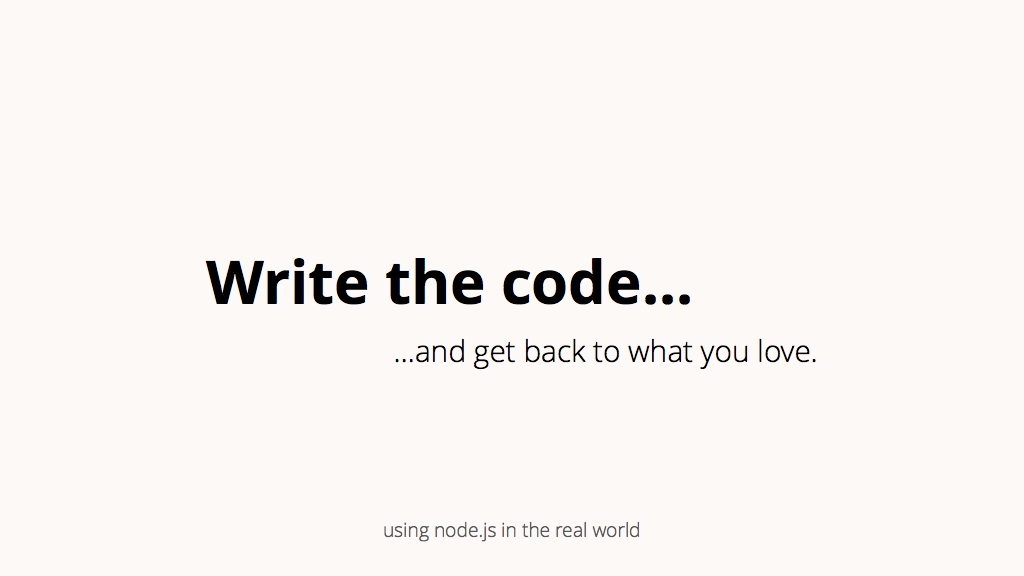 Write the code...
...and get back to what you love.
using node.js in the real world